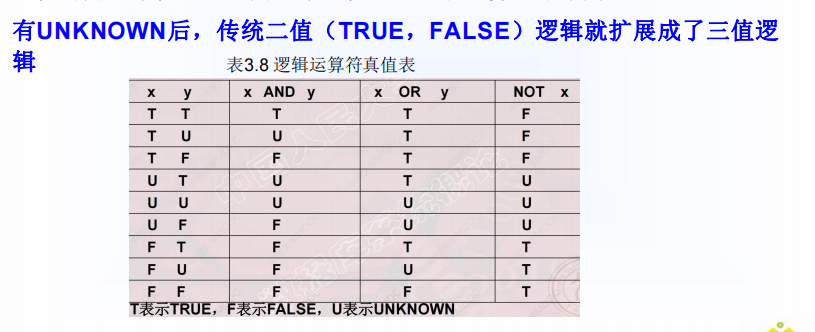 有UNKNOWN后，传统二值（TRUE，FALSE）逻辑就扩展成了三值逻
辑
表3.8 逻辑运算符真值表
x y x AND y x OR y NOT x
T T T T F
T U U T F
T F F T F
U T U T U
U U U U U
U F F U U
F T F T T
F U F U T
F F F F T
T表示TRUE，F表示FALSE，U表示UNKNOWN